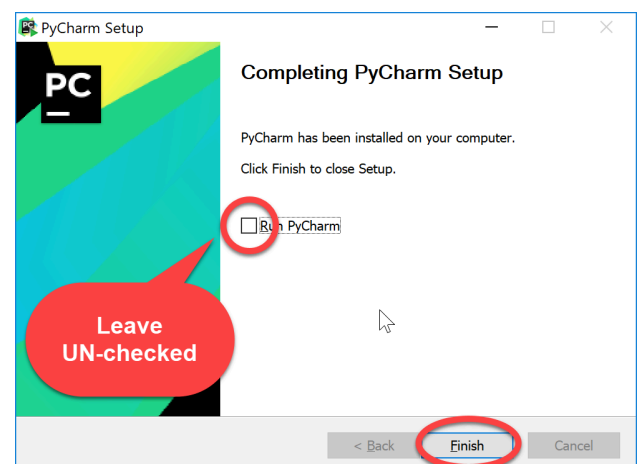 PC PyCharm Setup
PC
Completing PyCharm Setup
PyCharm has been installed on your computer.
Click Finish to close Setup.
Run PyCharm
Leave
UN-checked
< Back Finish Cancel